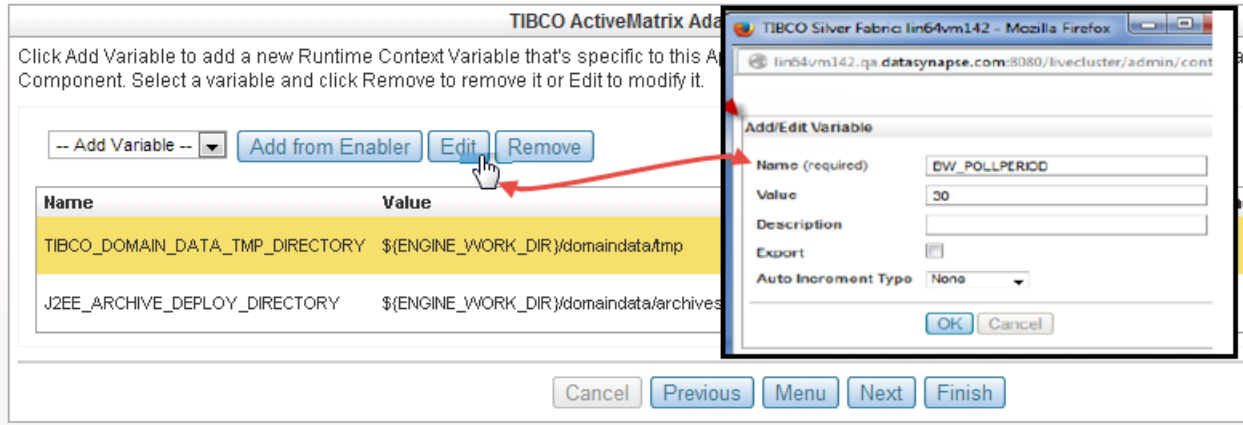 TIBCO ActiveMatrix Ada
Click Add Variable to add a new Runtime Context Variable that's specific to this Ap
Component. Select a variable and click Remove to remove it or Edit to modify it.
-- Add Variable --
Add from Enabler
Edit
Remove
Name Value
TIBCO_DOMAIN_DATA_TMP_DIRECTORY ${ENGINE_WORK_DIR}/domaindata/tmp
J2EE_ARCHIVE_DEPLOY_DIRECTORY ${ENGINE_WORK_DIR}/domaindata/archives
TIBCO Silver Fabric: lin64vm142 - Mozilla Firefox
lin64vm142.qa.datasynapse.com:8080/livecluster/admin/cont
Add/Edit Variable
Name (required) BW_POLLPERIOD
Value 30
Description
Export
Auto Increment Type None
OK Cancel
Cancel Previous Menu Next Finish